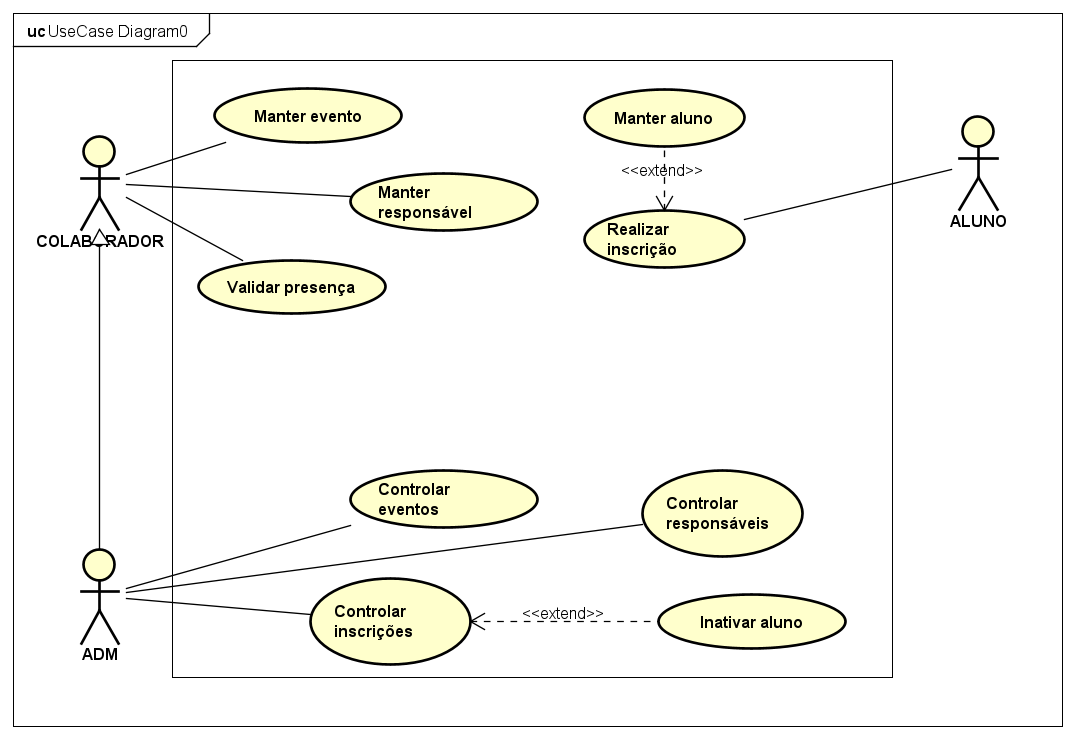 uc UseCase Diagram0
Manter evento
Manter aluno
<<extend>>
Manter
responsável
Realizar
inscrição
ALUNO
COLABORADOR
Validar presença
Controlar
eventos
Controlar
responsáveis
Controlar
inscrições
<<extend>>
Inativar aluno
ADM